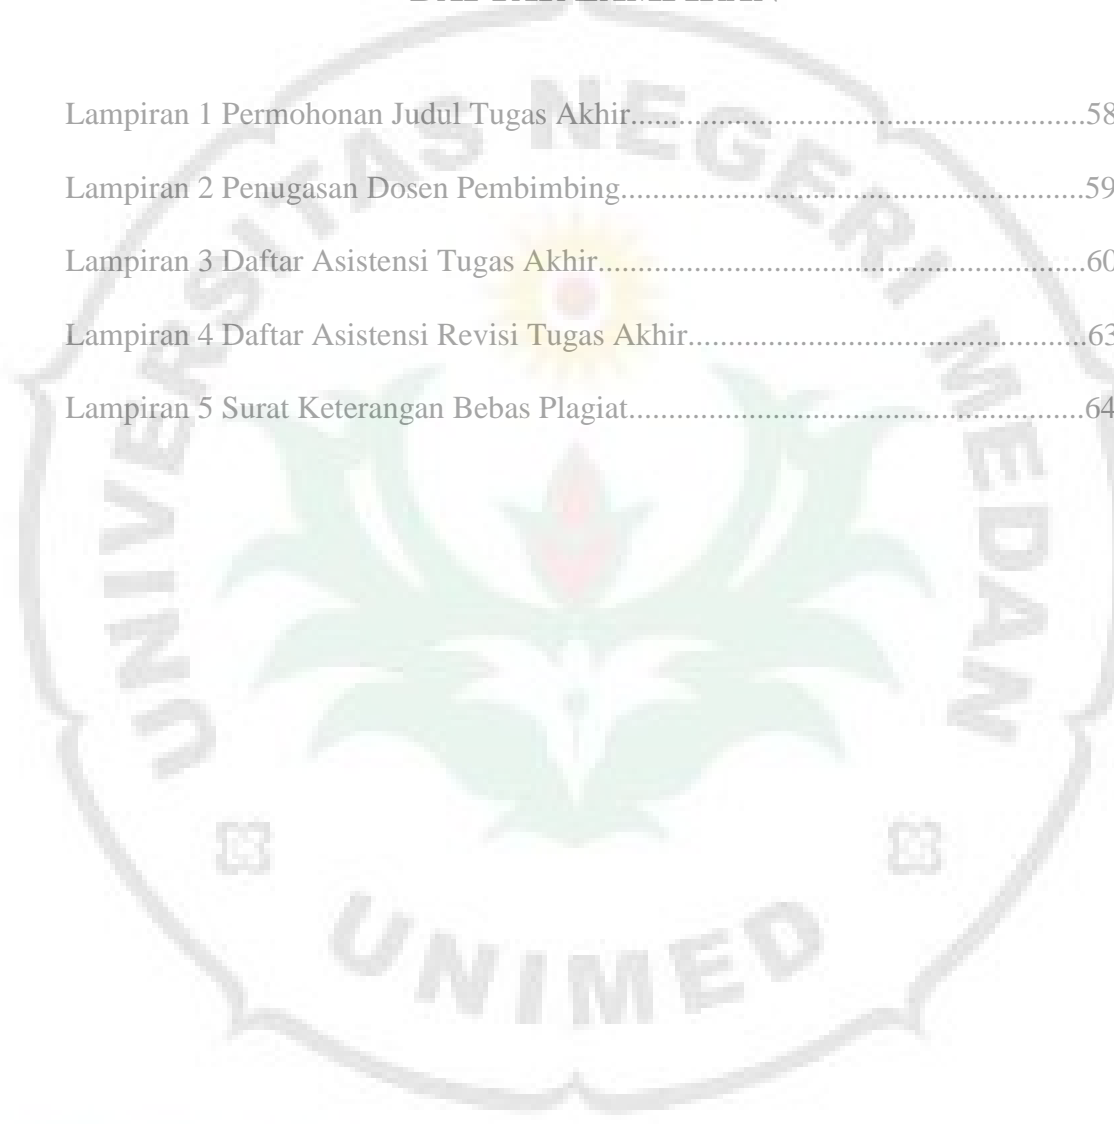 Lampiran 1 Permohonan Judul Tugas Akhir................................................58
Lampiran 2 Penugasan Dosen Pembimbing.................................................59
Lampiran 3 Daftar Asistensi Tugas Akhir....................................................60
Lampiran 4 Daftar Asistensi Revisi Tugas Akhir..........................................63
Lampiran 5 Surat Keterangan Bebas Plagiat................................................64
UNIVERSITAS NEGERI MEDAN
UNIMED